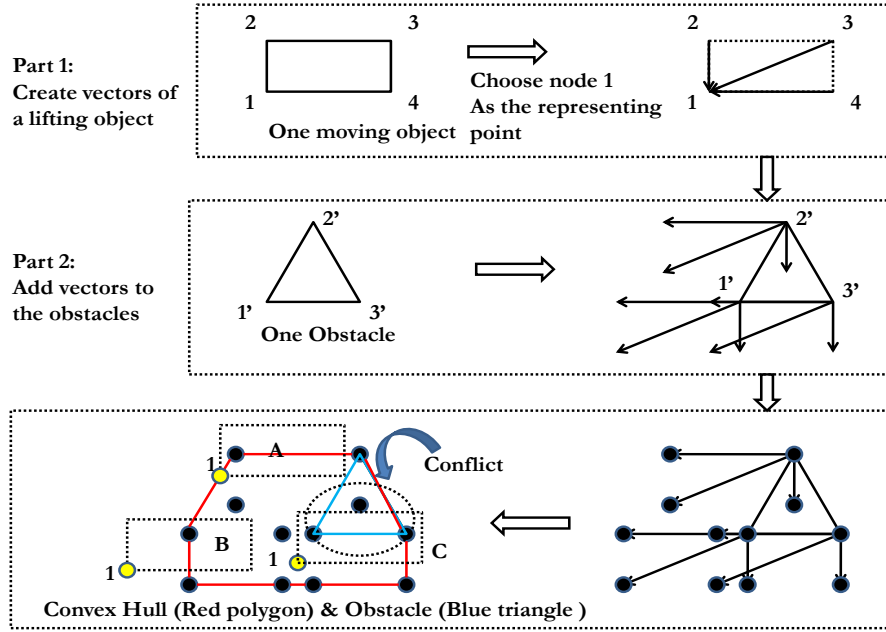 2
3
2
3
Part 1:
Create vectors of
a lifting object
1
4
Choose node 1
As the representing
point
1
4
One moving object
Part 2:
Add vectors to
the obstacles
2’
1’
3’
One Obstacle
2’
1’
3’
A
1
Conflict
B
1
1
C
Convex Hull (Red polygon) & Obstacle (Blue triangle )